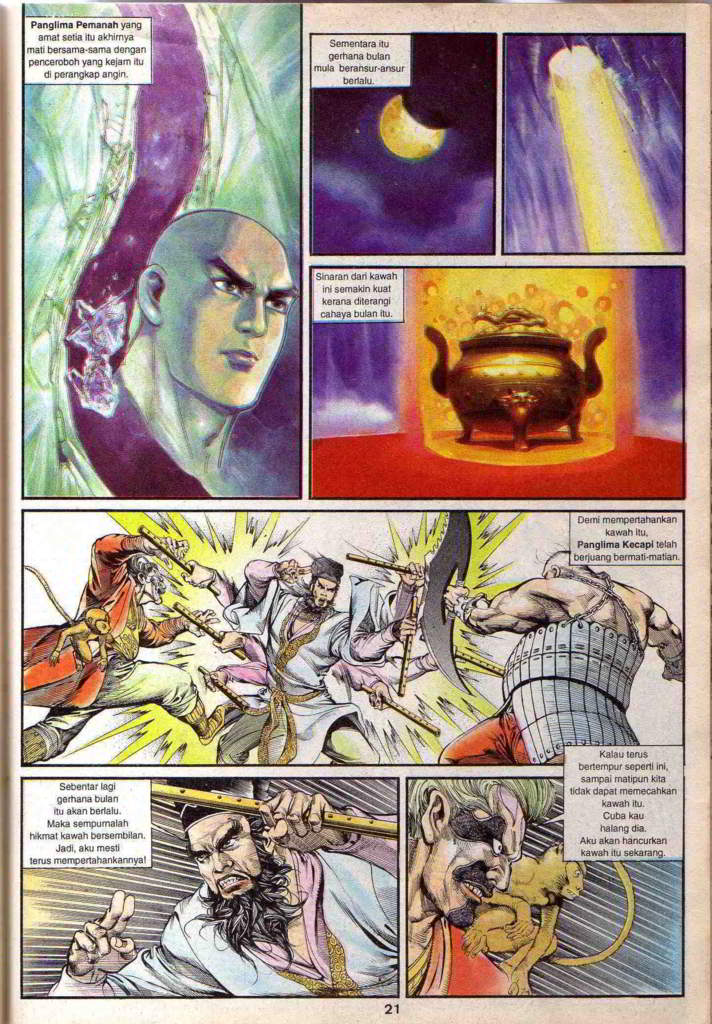 Panglima Pemanah yang
amat setia itu akhirnya
mati bersama-sama dengan
penceroboh yang kejam itu
di perangkap angin.
Sementara itu
gerhana bulan
mula beransur-ansur
berlalu.
Sinaran dari kawah
ini semakin kuat
kerana diterangi
cahaya bulan itu.
Demi mempertahankan
kawah itu,
Panglima Kecapi telah
berjuang bermati-matian.
Sebentar lagi
gerhana bulan
itu akan berlalu.
Maka sempurnalah
hikmat kawah bersembilan.
Jadi, aku mesti
terus mempertahankannya!
Kalau terus
bertempur seperti ini,
sampai matipun kita
tidak dapat memecahkan
kawah itu.
Cuba kau
halang dia.
Aku akan hancurkan
kawah itu sekarang.
21